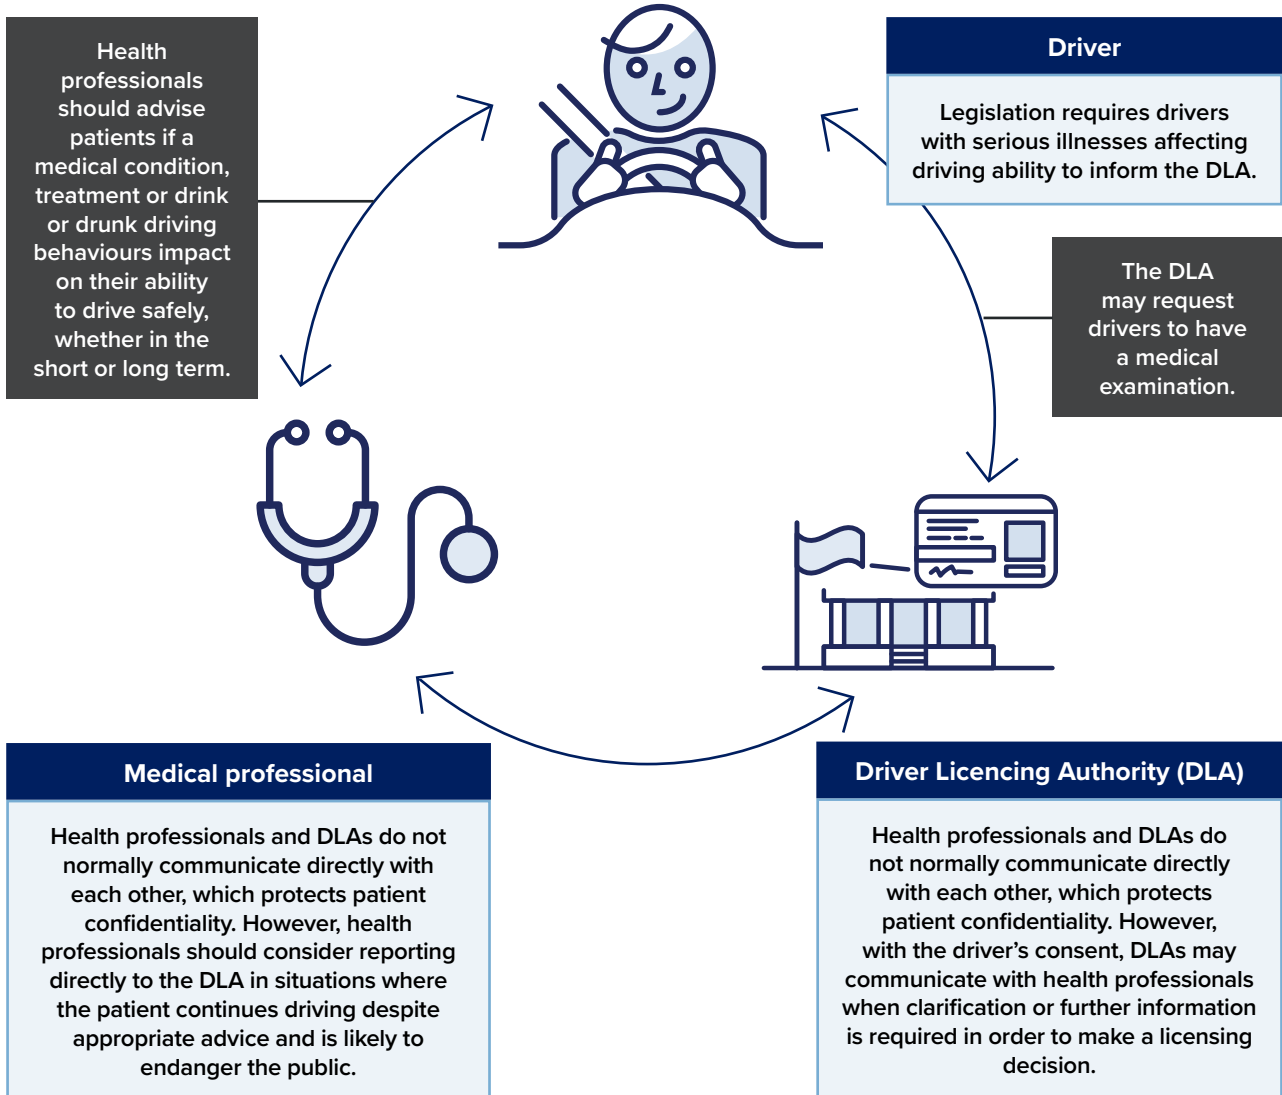 Health
professionals
should advise
patients if a
medical condition,
treatment or drink
or drunk driving
behaviours impact
on their ability
to drive safely,
whether in the
short or long term.
Driver
Legislation requires drivers
with serious illnesses affecting
driving ability to inform the DLA.
The DLA
may request
drivers to have
a medical
examination.
Medical professional
Health professionals and DLAs do not
normally communicate directly with
each other, which protects patient
confidentiality. However, health
professionals should consider reporting
directly to the DLA in situations where
the patient continues driving despite
appropriate advice and is likely to
endanger the public.
Driver Licencing Authority (DLA)
Health professionals and DLAs do
not normally communicate directly
with each other, which protects
patient confidentiality. However,
with the driver’s consent, DLAs may
communicate with health professionals
when clarification or further information
is required in order to make a licensing
decision.